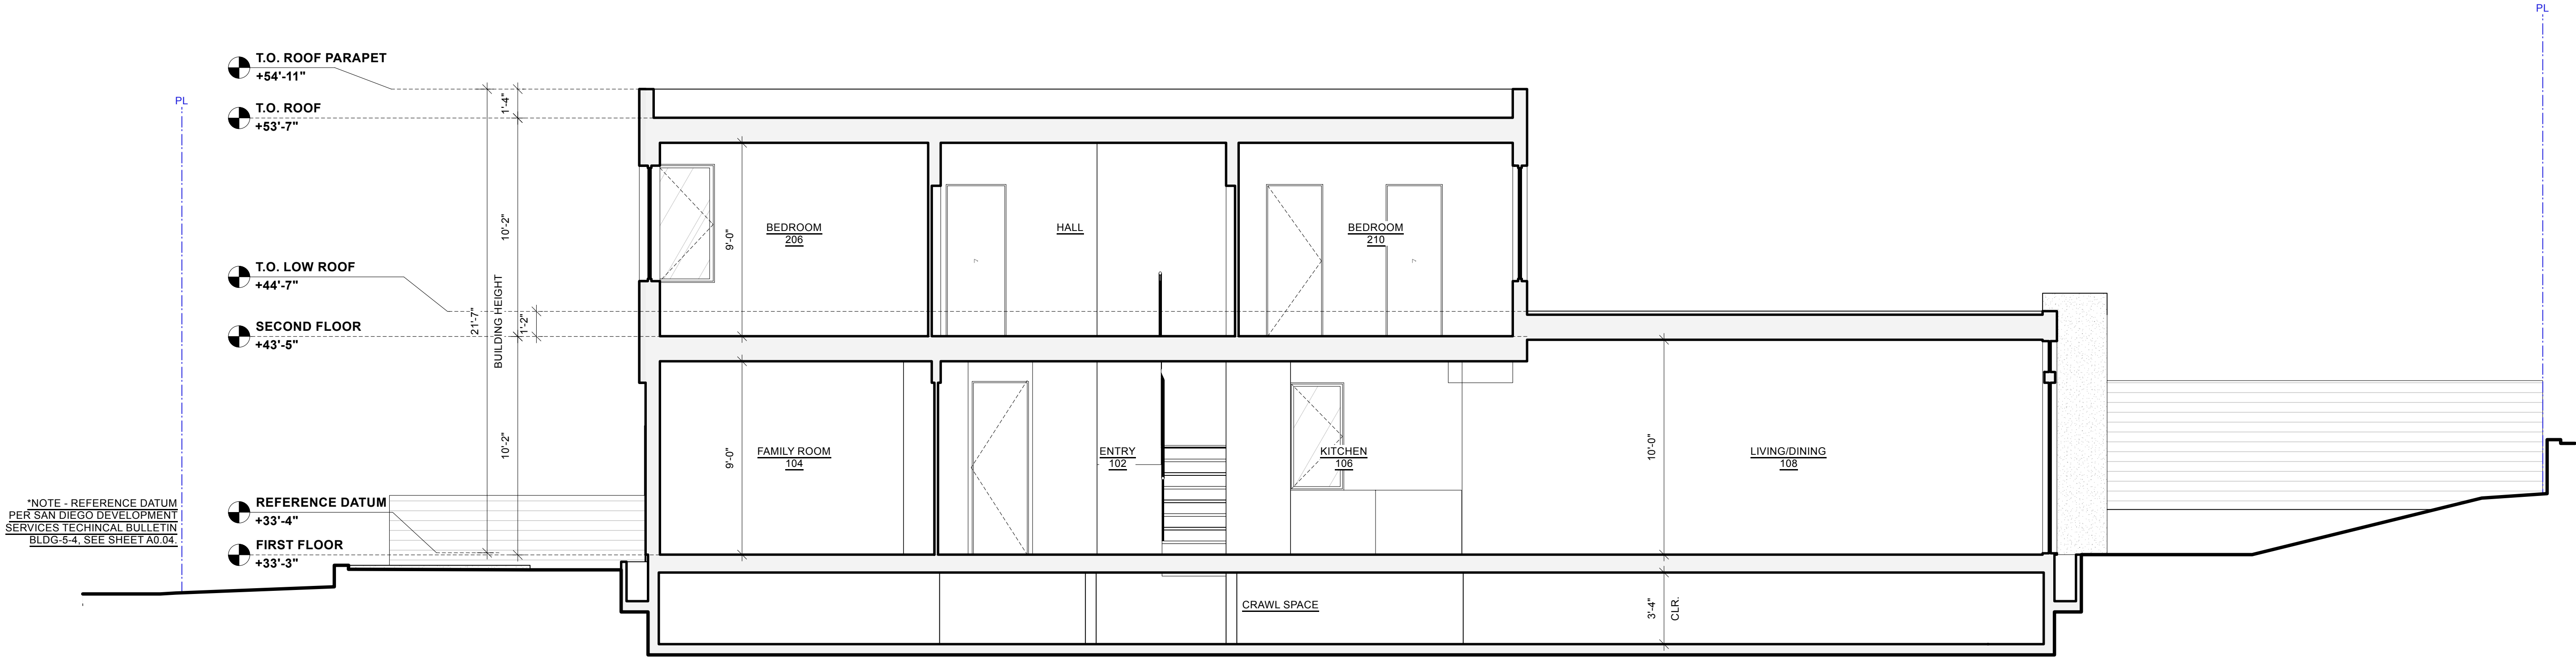 PL
PL
T.O. ROOF PARAPET
+54'-11"
T.O. ROOF
+53'-7"
T.O. LOW ROOF
+44'-7"
SECOND FLOOR
+43'-5"
REFERENCE DATUM
+33'-4"
FIRST FLOOR
+33'-3"
*NOTE - REFERENCE DATUM
PER SAN DIEGO DEVELOPMENT
SERVICES TECHINCAL BULLETIN
BLDG-5-4, SEE SHEET A0.04.
21'-7"
BUILDING HEIGHT
1'-4"
10'-2"
1'-2"
10'-2"
9'-0"
BEDROOM
206
HALL
BEDROOM
210
9'-0"
FAMILY ROOM
104
ENTRY
102
KITCHEN
106
10'-0"
LIVING/DINING
108
CRAWL SPACE
3'-4"
CLR.